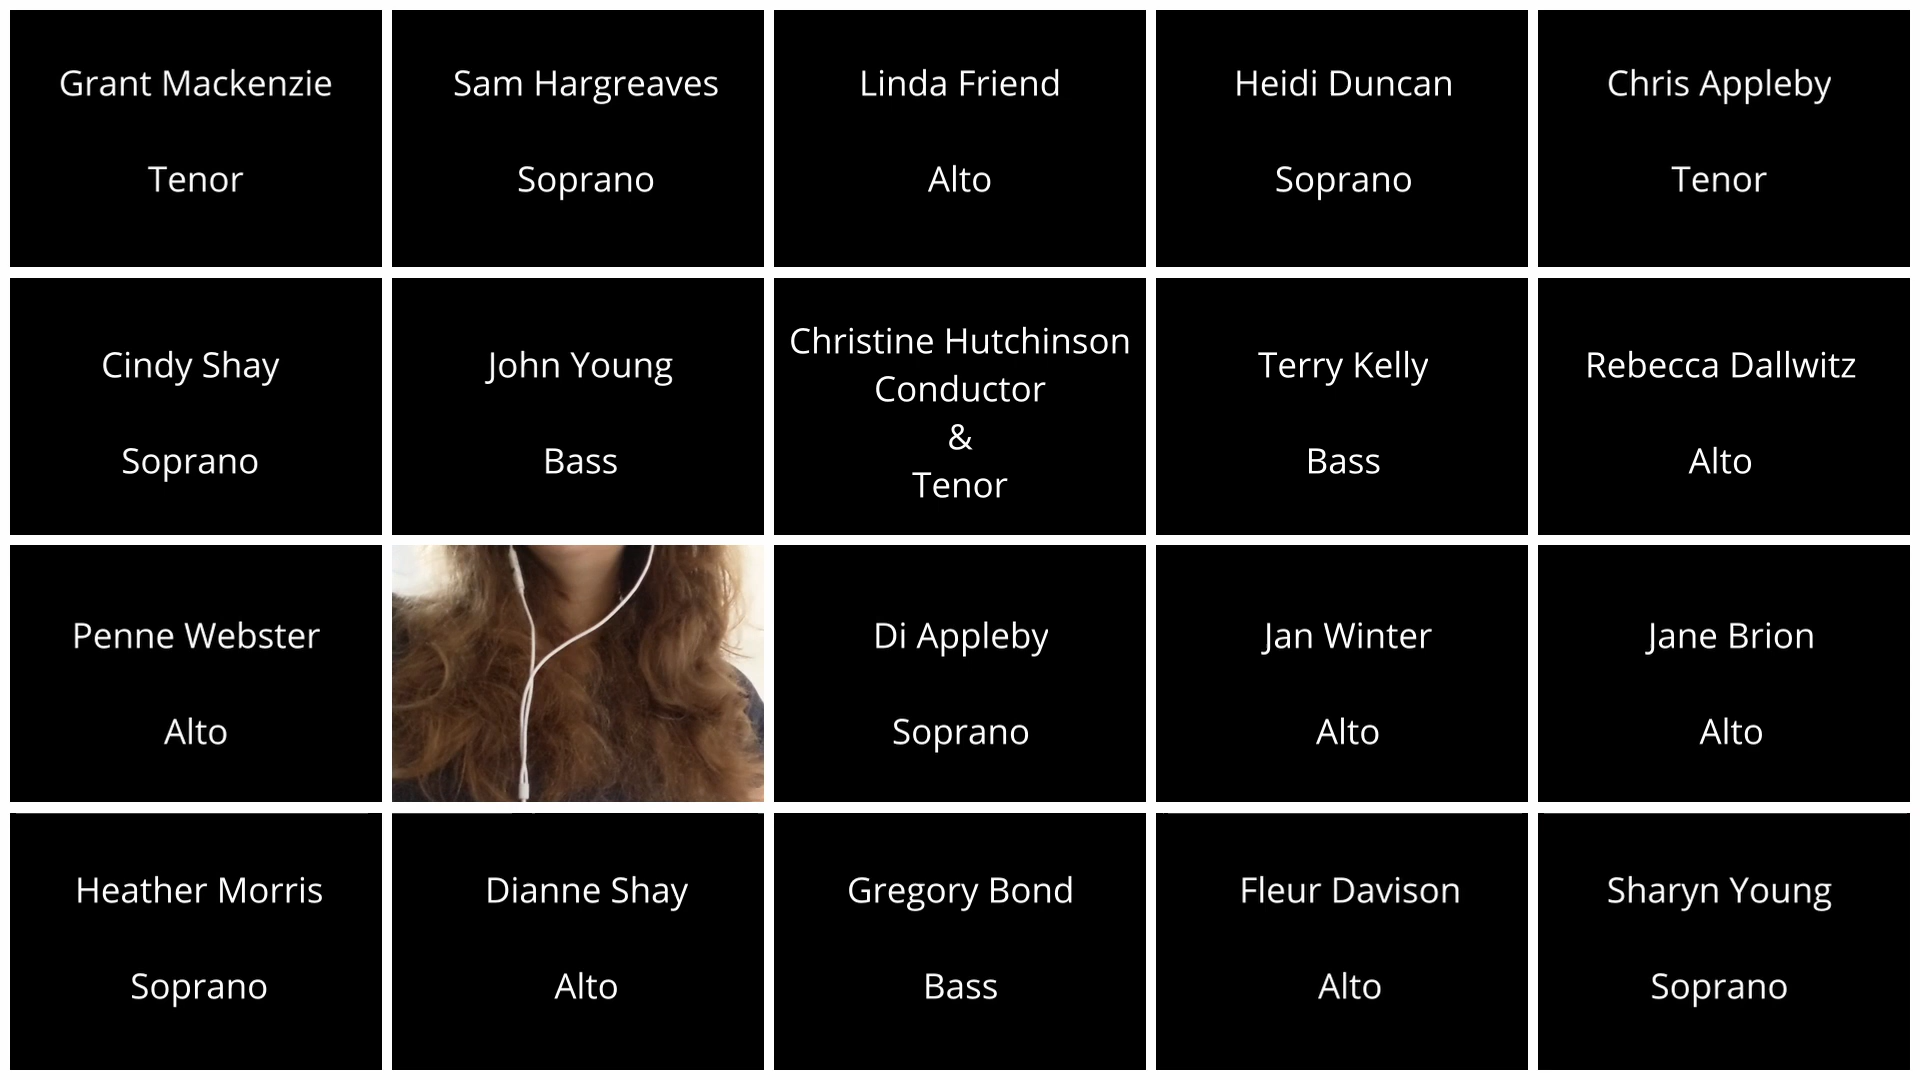 Grant Mackenzie
Tenor
Sam Hargreaves
Soprano
Linda Friend
Alto
Heidi Duncan
Soprano
Chris Appleby
Tenor
Cindy Shay
Soprano
John Young
Bass
Christine Hutchinson
Conductor
&
Tenor
Terry Kelly
Bass
Rebecca Dallwitz
Alto
Penne Webster
Alto
Di Appleby
Soprano
Jan Winter
Alto
Jane Brion
Alto
Heather Morris
Soprano
Dianne Shay
Alto
Gregory Bond
Bass
Fleur Davison
Alto
Sharyn Young
Soprano